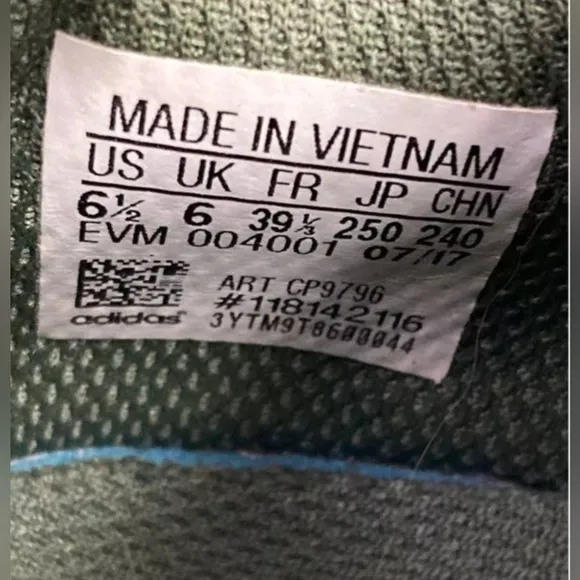 MADE IN VIETNAM
US UK FR JP CHN
6½ 6 39⅓ 250 240
EVM 004001 07/17
ART CP9796
#118142116
adidas 3YTM9T8600044